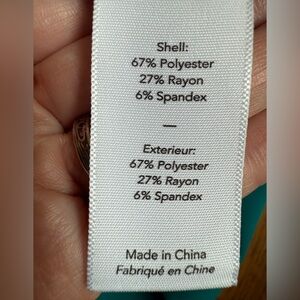 Shell:
67% Polyester
27% Rayon
6% Spandex
—
Exterieur:
67% Polyester
27% Rayon
6% Spandex
Made in China
Fabriqué en Chine